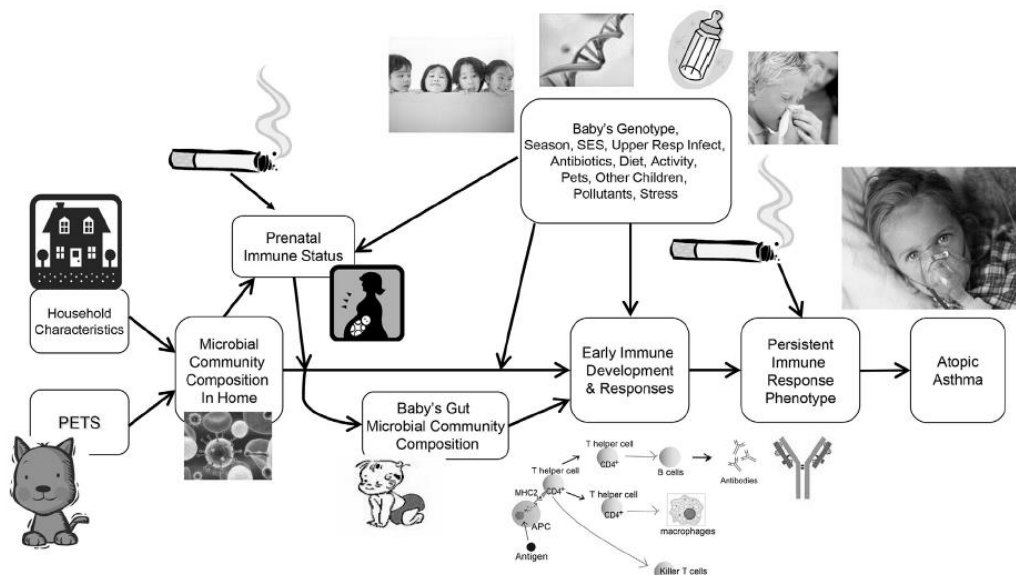 Baby's Genotype,
Season, SES, Upper Resp Infect,
Antibiotics, Diet, Activity,
Pets, Other Children,
Pollutants, Stress
Prenatal
Immune Status
Household
Characteristics
Microbial
Community
Composition
In Home
PETS
Baby's Gut
Microbial Community
Composition
Early Immune
Development
& Responses
Persistent
Immune
Response
Phenotype
Atopic
Asthma
T helper cell
CD4+
B cells
Antibodies
T helper cell
MHC2
CD4+
APC
Antigen
T helper cell
CD4+
macrophages
Killer T cells